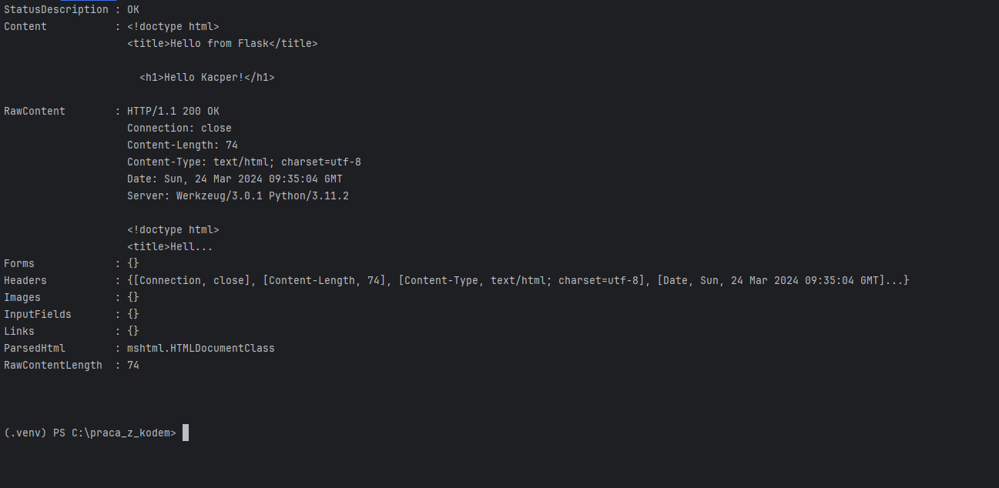 StatusDescription : OK
Content           : <!doctype html>
                    <title>Hello from Flask</title>

                      <h1>Hello Kacper!</h1>

RawContent        : HTTP/1.1 200 OK
                    Connection: close
                    Content-Length: 74
                    Content-Type: text/html; charset=utf-8
                    Date: Sun, 24 Mar 2024 09:35:04 GMT
                    Server: Werkzeug/3.0.1 Python/3.11.2

                    <!doctype html>
                    <title>Hell...
Forms             : {}
Headers           : {[Connection, close], [Content-Length, 74], [Content-Type, text/html; charset=utf-8], [Date, Sun, 24 Mar 2024 09:35:04 GMT]...}
Images            : {}
InputFields       : {}
Links             : {}
ParsedHtml        : mshtml.HTMLDocumentClass
RawContentLength  : 74

(.venv) PS C:\praca_z_kodem>